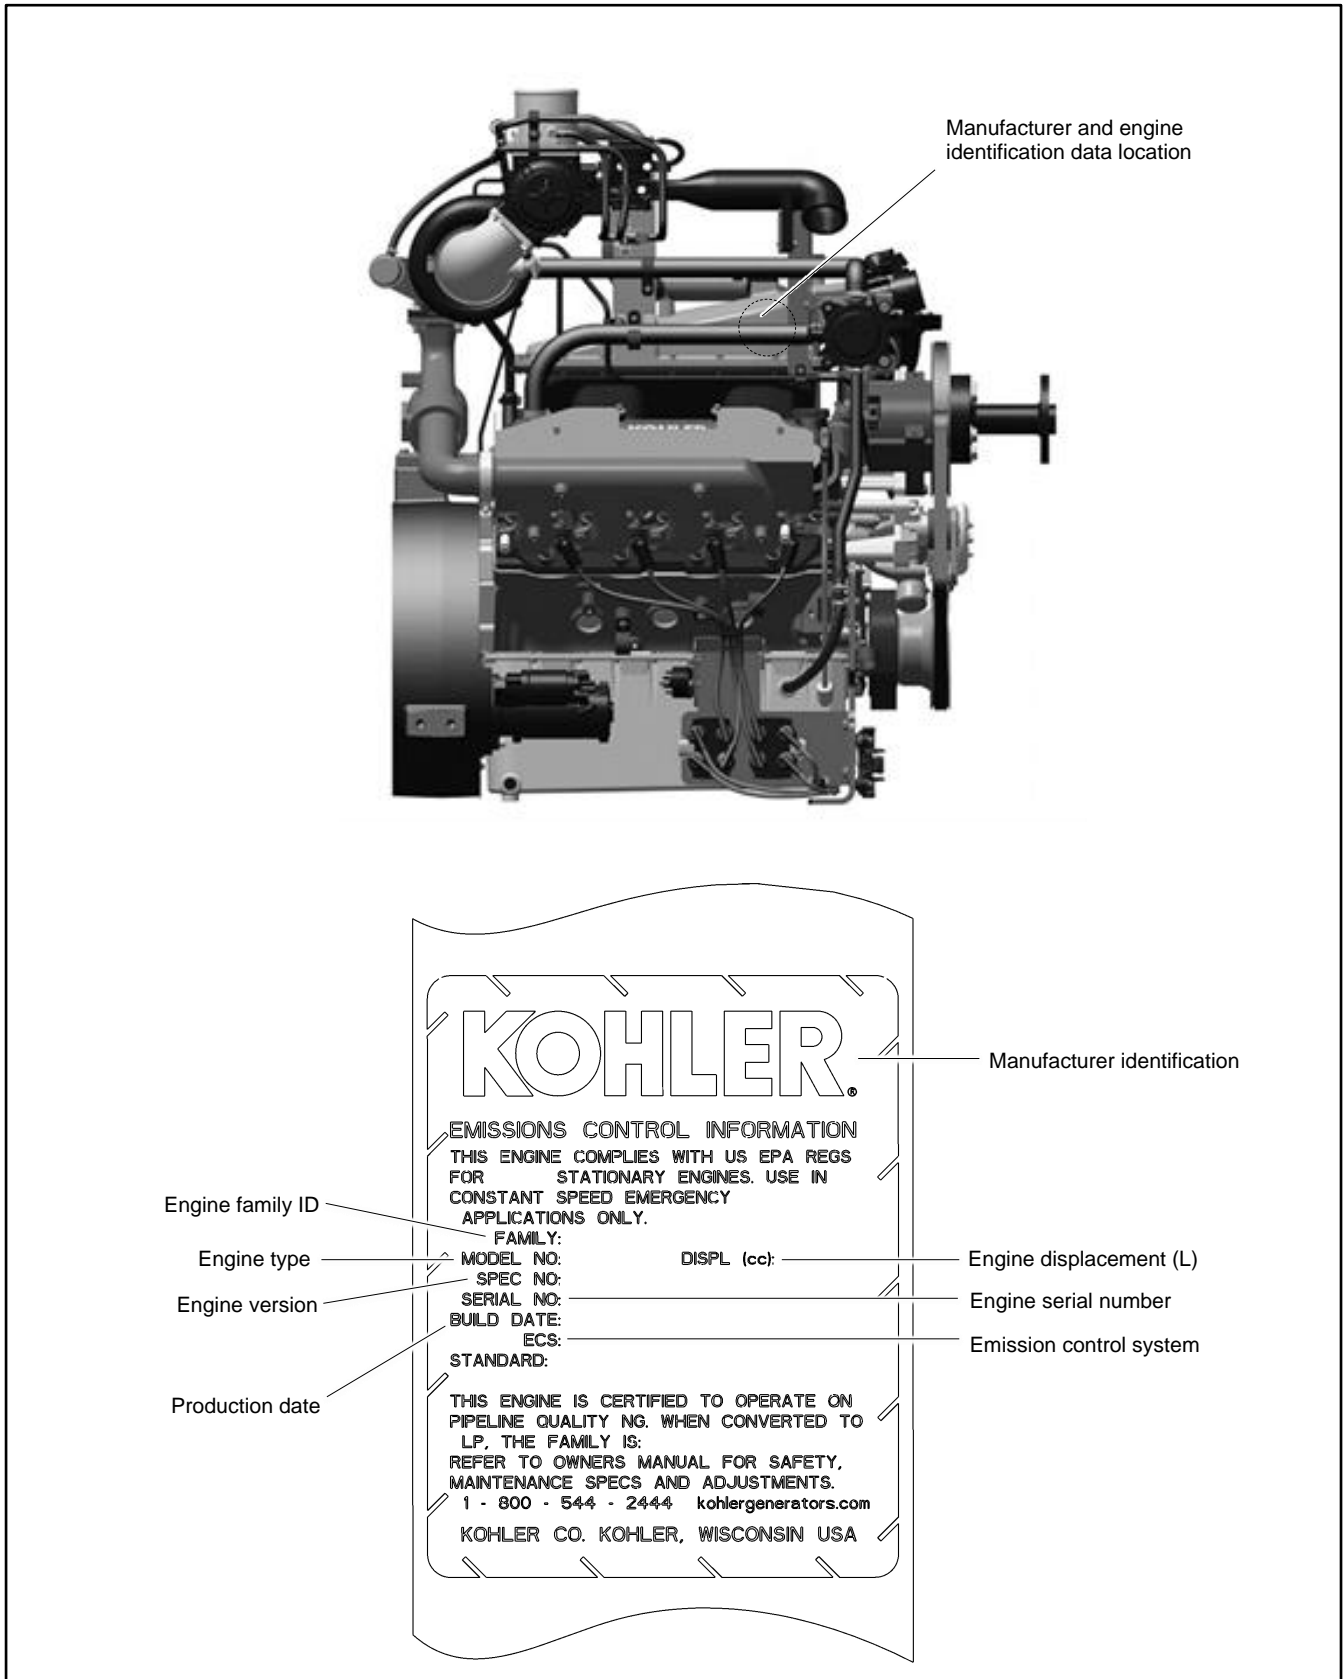 Manufacturer and engine
identification data location
KOHLER
KOHLER®
Manufacturer identification
EMISSIONS CONTROL INFORMATION
THIS ENGINE COMPLIES WITH US EPA REGS
FOR STATIONARY ENGINES. USE IN
CONSTANT SPEED EMERGENCY
APPLICATIONS ONLY.
Engine family ID
FAMILY:
Engine type
MODEL NO: DISPL (cc):
Engine displacement (L)
Engine version
SPEC NO:
SERIAL NO:
Engine serial number
BUILD DATE:
Production date
ECS:
Emission control system
STANDARD:
THIS ENGINE IS CERTIFIED TO OPERATE ON
PIPELINE QUALITY NG. WHEN CONVERTED TO
LP, THE FAMILY IS:
REFER TO OWNERS MANUAL FOR SAFETY,
MAINTENANCE SPECS AND ADJUSTMENTS.
1 - 800 - 544 - 2444 kohlergenerators.com
KOHLER CO. KOHLER, WISCONSIN USA